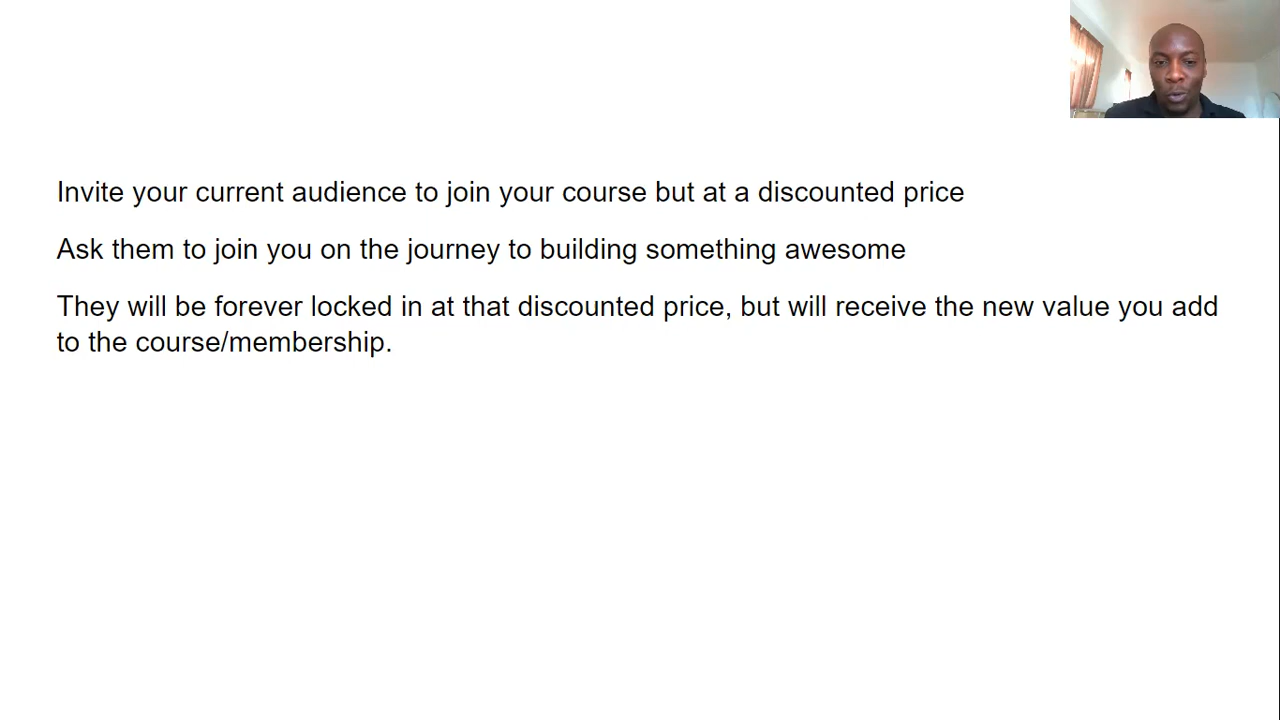 Invite your current audience to join your course but at a discounted price
Ask them to join you on the journey to building something awesome
They will be forever locked in at that discounted price, but will receive the new value you add
to the course/membership.